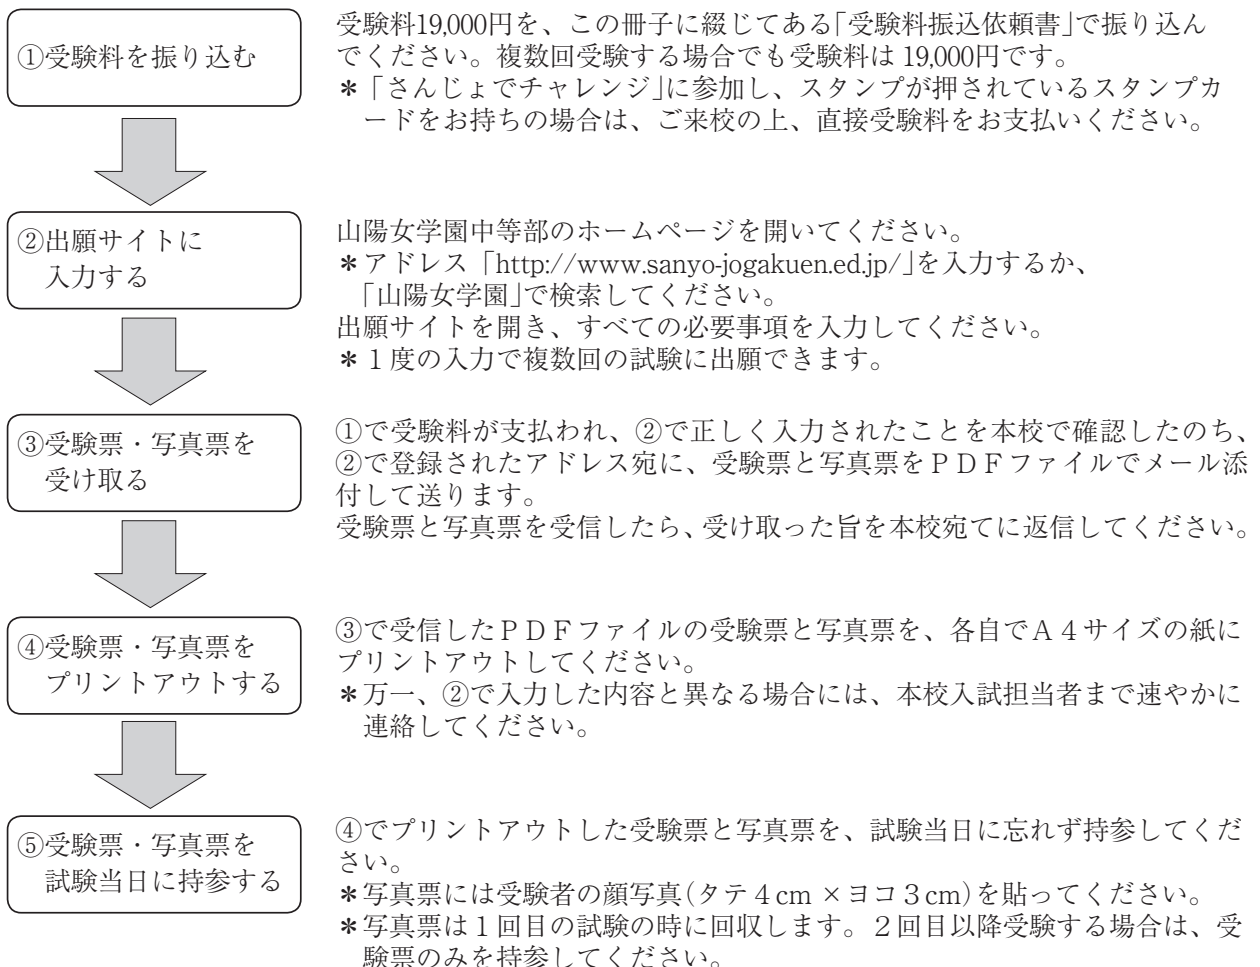 ①受験料を振り込む
受験料19,000円を、この冊子に綴じてある「受験料振込依頼書」で振り込ん
でください。複数回受験する場合でも受験料は 19,000円です。
＊「さんじょでチャレンジ」に参加し、スタンプが押されているスタンプカ
ードをお持ちの場合は、ご来校の上、直接受験料をお支払いください。
②出願サイトに
入力する
山陽女学園中等部のホームページを開いてください。
＊アドレス「http://www.sanyo-jogakuen.ed.jp/」を入力するか、
「山陽女学園」で検索してください。
出願サイトを開き、すべての必要事項を入力してください。
＊１度の入力で複数回の試験に出願できます。
③受験票・写真票を
受け取る
①で受験料が支払われ、②で正しく入力されたことを本校で確認したのち、
②で登録されたアドレス宛に、受験票と写真票をＰＤＦファイルでメール添
付して送ります。
受験票と写真票を受信したら、受け取った旨を本校宛てに返信してください。
④受験票・写真票を
プリントアウトする
③で受信したＰＤＦファイルの受験票と写真票を、各自でＡ４サイズの紙に
プリントアウトしてください。
＊万一、②で入力した内容と異なる場合には、本校入試担当者まで速やかに
連絡してください。
⑤受験票・写真票を
試験当日に持参する
④でプリントアウトした受験票と写真票を、試験当日に忘れず持参してくだ
さい。
＊写真票には受験者の顔写真(タテ４cm ×ヨコ３cm)を貼ってください。
＊写真票は１回目の試験の時に回収します。２回目以降受験する場合は、受
験票のみを持参してください。